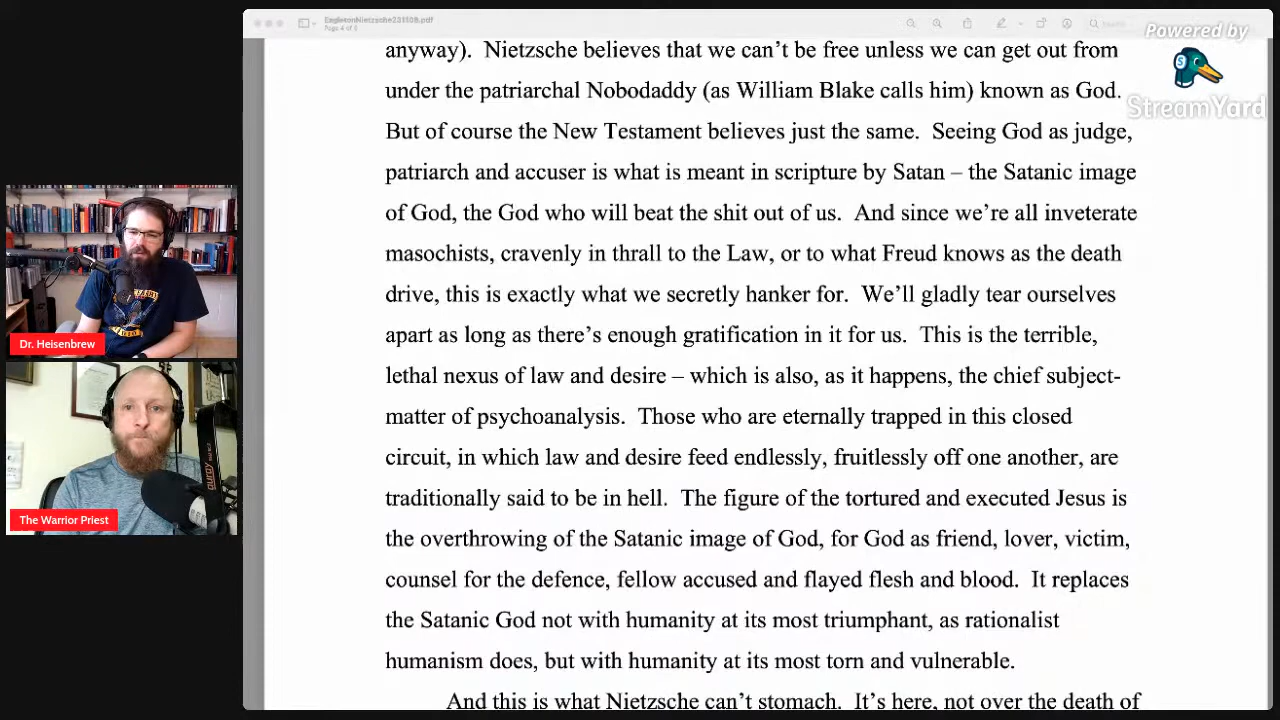 EagletonNietzsche231108.pdf
Page 4 of 8
Search
Powered by
StreamYard
anyway).  Nietzsche believes that we can’t be free unless we can get out from
under the patriarchal Nobodaddy (as William Blake calls him) known as God.
But of course the New Testament believes just the same.  Seeing God as judge,
patriarch and accuser is what is meant in scripture by Satan – the Satanic image
of God, the God who will beat the shit out of us.  And since we’re all inveterate
masochists, cravenly in thrall to the Law, or to what Freud knows as the death
drive, this is exactly what we secretly hanker for.  We’ll gladly tear ourselves
apart as long as there’s enough gratification in it for us.  This is the terrible,
lethal nexus of law and desire – which is also, as it happens, the chief subject-
matter of psychoanalysis.  Those who are eternally trapped in this closed
circuit, in which law and desire feed endlessly, fruitlessly off one another, are
traditionally said to be in hell.  The figure of the tortured and executed Jesus is
the overthrowing of the Satanic image of God, for God as friend, lover, victim,
counsel for the defence, fellow accused and flayed flesh and blood.  It replaces
the Satanic God not with humanity at its most triumphant, as rationalist
humanism does, but with humanity at its most torn and vulnerable.
And this is what Nietzsche can’t stomach.  It’s here, not over the death of
Dr. Heisenbrew
The Warrior Priest